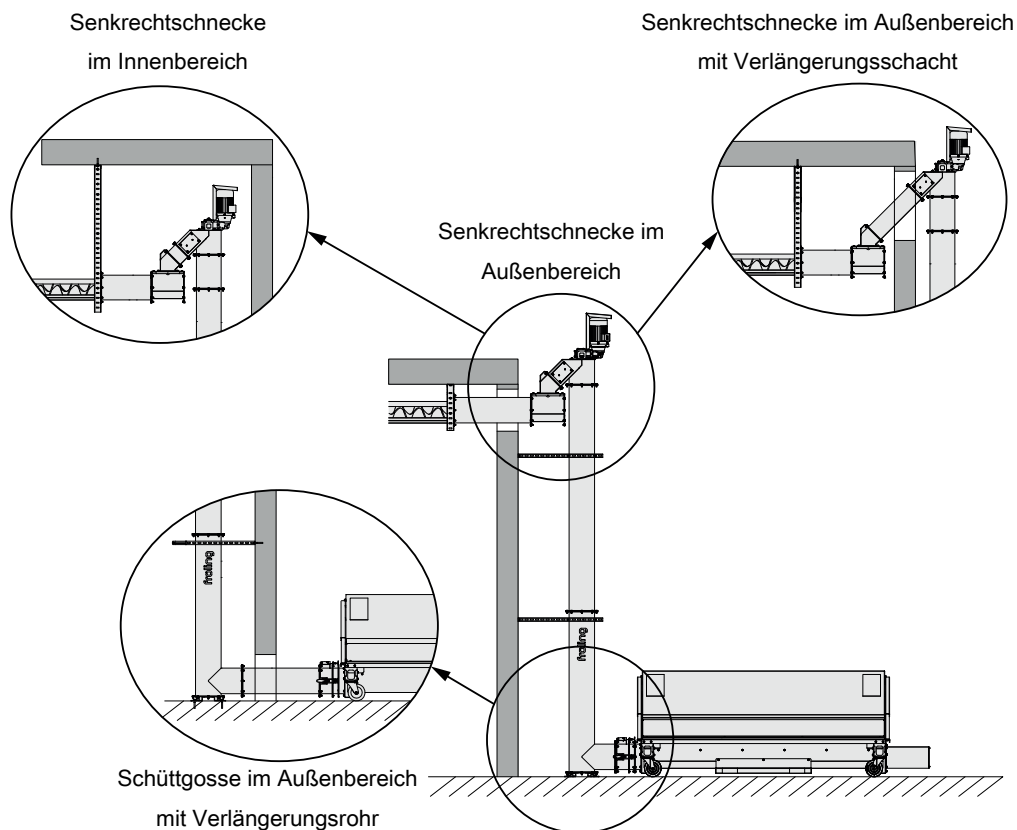 Senkrechtschnecke
im Innenbereich
Senkrechtschnecke im Außenbereich
mit Verlängerungsschacht
Senkrechtschnecke im
Außenbereich
froling
froling
Schüttgosse im Außenbereich
mit Verlängerungsrohr